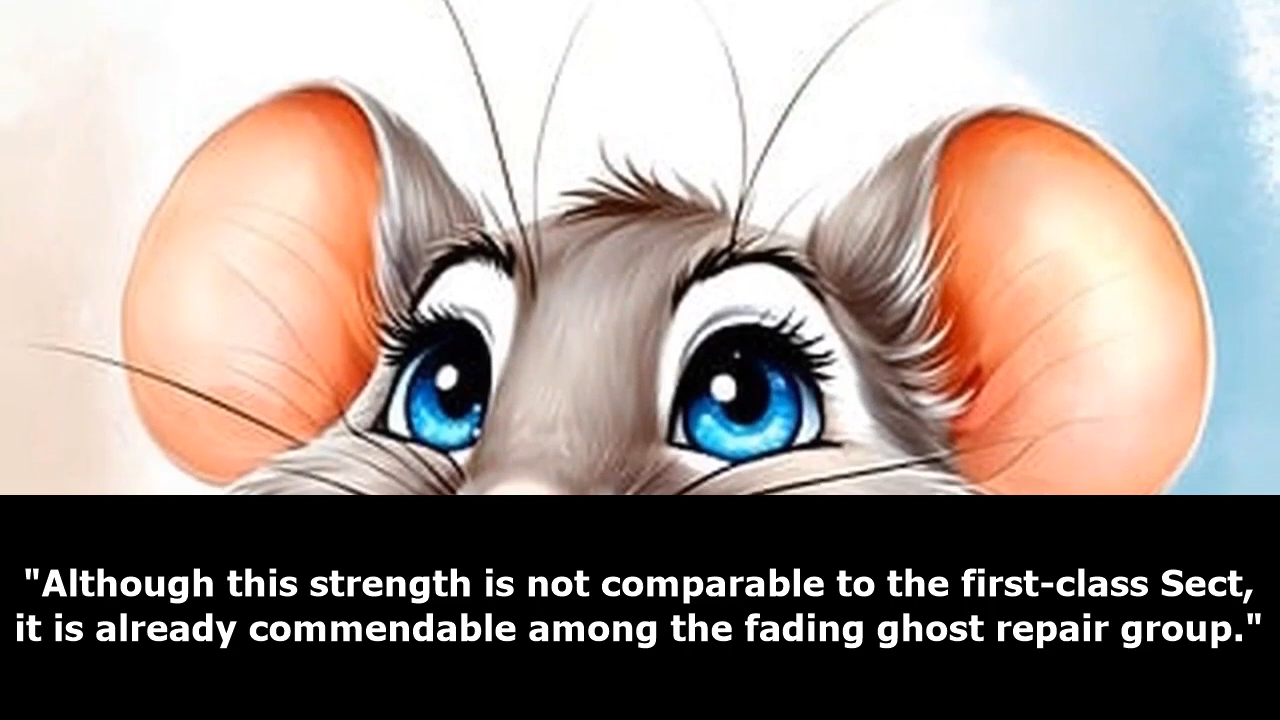 "Although this strength is not comparable to the first-class Sect,
it is already commendable among the fading ghost repair group."